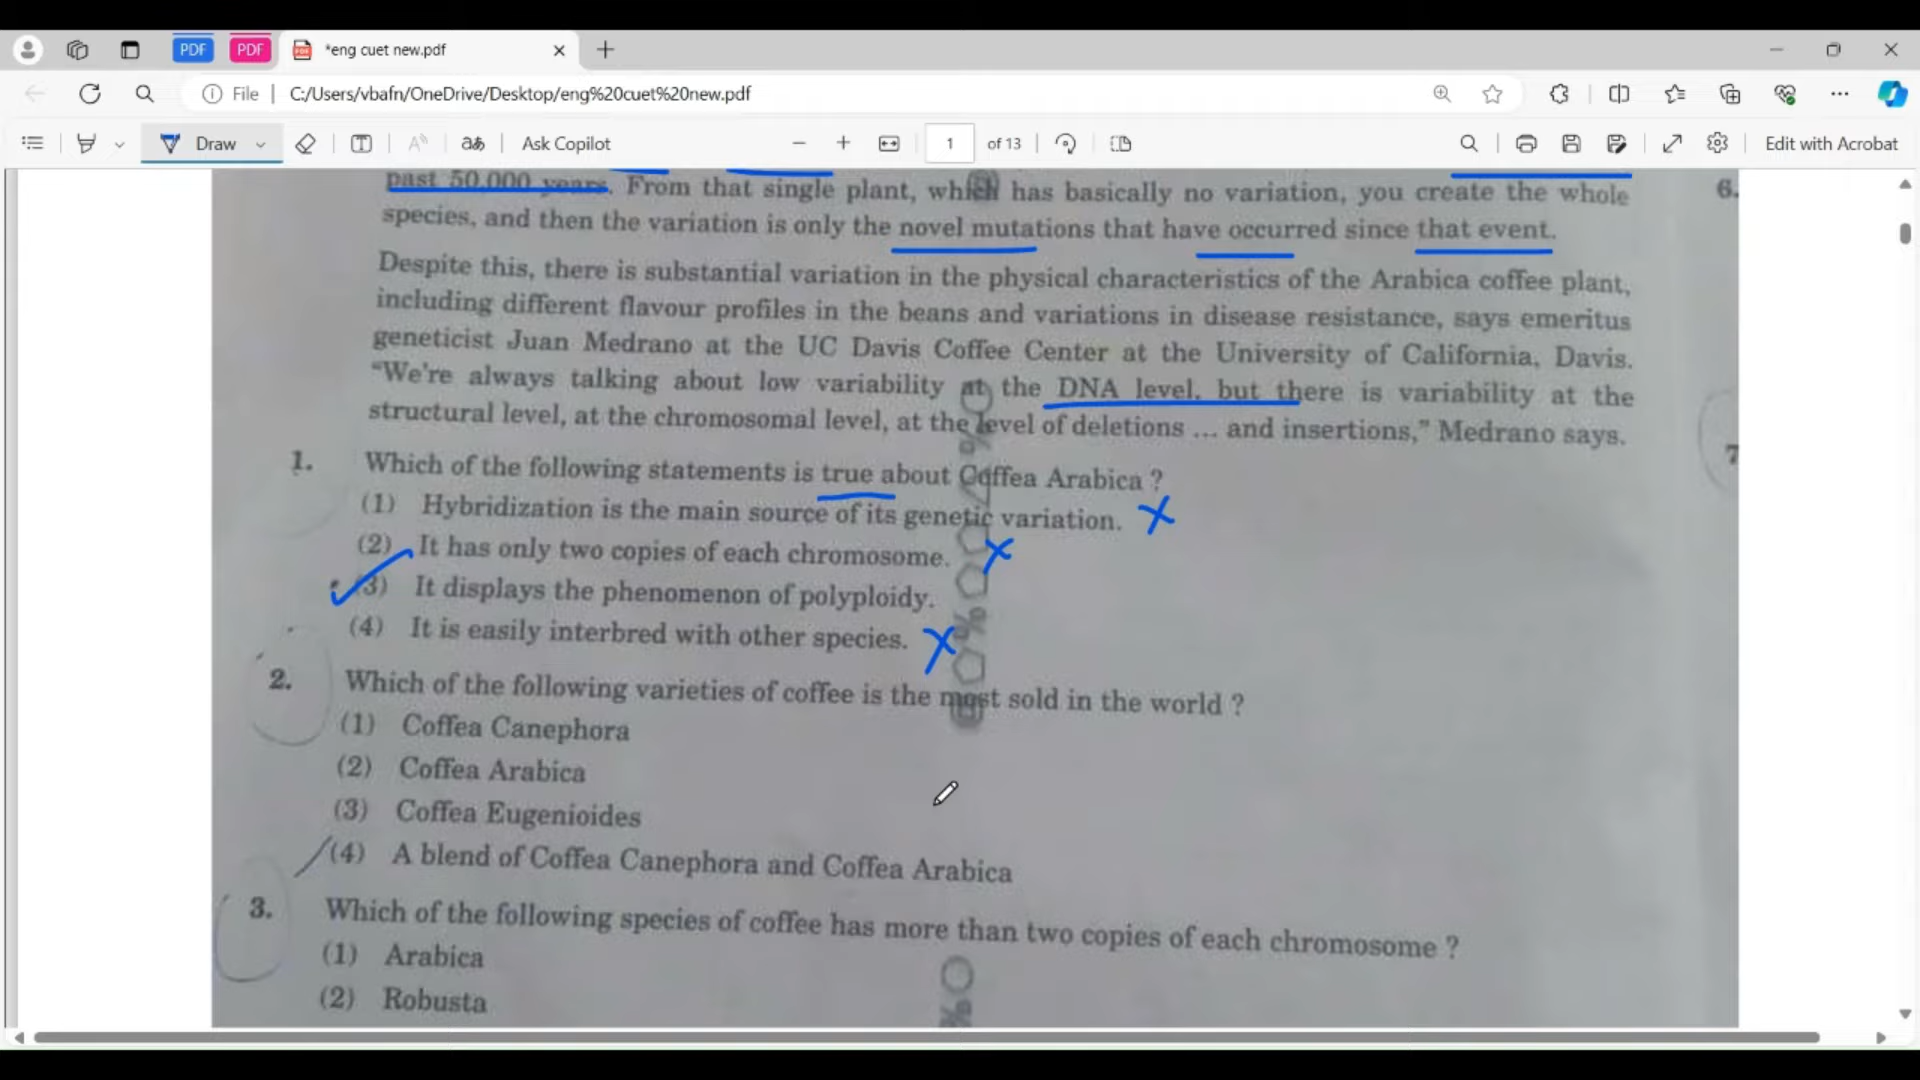 PDF
PDF
*eng cuet new.pdf
File
C:/Users/vbafn/OneDrive/Desktop/eng%20cuet%20new.pdf
Draw
Ask Copilot
1
of 13
Edit with Acrobat
past 50,000 years. From that single plant, which has basically no variation, you create the whole
species, and then the variation is only the novel mutations that have occurred since that event.
Despite this, there is substantial variation in the physical characteristics of the Arabica coffee plant,
including different flavour profiles in the beans and variations in disease resistance, says emeritus
geneticist Juan Medrano at the UC Davis Coffee Center at the University of California, Davis.
"We're always talking about low variability at the DNA level, but there is variability at the
structural level, at the chromosomal level, at the level of deletions ... and insertions," Medrano says.
1. Which of the following statements is true about Coffea Arabica ?
(1) Hybridization is the main source of its genetic variation.
(2) It has only two copies of each chromosome.
(3) It displays the phenomenon of polyploidy.
(4) It is easily interbred with other species.
2. Which of the following varieties of coffee is the most sold in the world ?
(1) Coffea Canephora
(2) Coffea Arabica
(3) Coffea Eugenioides
(4) A blend of Coffea Canephora and Coffea Arabica
3. Which of the following species of coffee has more than two copies of each chromosome ?
(1) Arabica
(2) Robusta
6.
7